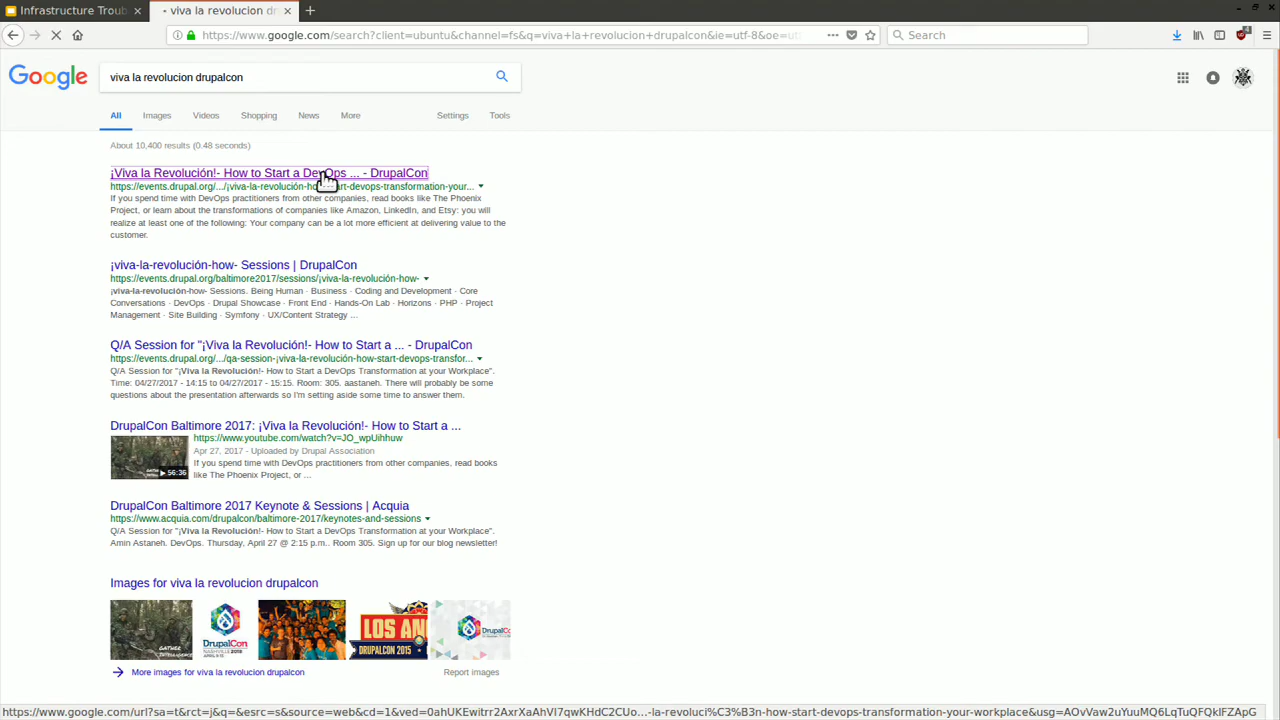 Infrastructure Troub
viva la revolucion d
https://www.google.com/search?client=ubuntu&channel=fs&q=viva+la+revolucion+drupalcon&ie=utf-8&oe=ut
Search
Google
viva la revolucion drupalcon
All Images Videos Shopping News More Settings Tools
About 10,400 results (0.48 seconds)
¡Viva la Revolución!- How to Start a DevOps ... - DrupalCon
https://events.drupal.org/.../¡viva-la-revolución-how-start-devops-transformation-your...
If you spend time with DevOps practitioners from other companies, read books like The Phoenix
Project, or learn about the transformations of companies like Amazon, LinkedIn, and Etsy: you will
realize at least one of the following: Your company can be a lot more efficient at delivering value to the
customer.
¡viva-la-revolución-how- Sessions | DrupalCon
https://events.drupal.org/baltimore2017/sessions/¡viva-la-revolución-how-
¡viva-la-revolución-how- Sessions. Being Human · Business · Coding and Development · Core
Conversations · DevOps · Drupal Showcase · Front End · Hands-On Lab · Horizons · PHP · Project
Management · Site Building · Symfony · UX/Content Strategy ...
Q/A Session for "¡Viva la Revolución!- How to Start a ... - DrupalCon
https://events.drupal.org/.../qa-session-¡viva-la-revolución-how-start-devops-transfor...
Q/A Session for "¡Viva la Revolución!- How to Start a DevOps Transformation at your Workplace".
Time: 04/27/2017 - 14:15 to 04/27/2017 - 15:15. Room: 305. aastaneh. There will probably be some
questions about the presentation afterwards so I'm setting aside some time to answer them.
DrupalCon Baltimore 2017: ¡Viva la Revolución!- How to Start a ...
https://www.youtube.com/watch?v=JO_wpUihhuw
Apr 27, 2017 - Uploaded by Drupal Association
If you spend time with DevOps practitioners from other companies, read books
like The Phoenix Project, or ...
GATHER
56:36
DrupalCon Baltimore 2017 Keynote & Sessions | Acquia
https://www.acquia.com/drupalcon/baltimore-2017/keynotes-and-sessions
Q/A Session for "¡Viva la Revolución!- How to Start a DevOps Transformation at your Workplace".
Amin Astaneh. DevOps. Thursday, April 27 @ 2:15 p.m.. Room 305. Sign up for our blog newsletter!
Images for viva la revolucion drupalcon
GATHER
INTELLIGENCE
DrupalCon
NASHVILLE 2018
LOS AN
DRUPALCON 2015
DrupalC
More images for viva la revolucion drupalcon
Report images
https://www.google.com/url?sa=t&rct=j&q=&esrc=s&source=web&cd=1&ved=0ahUKEwitrr2AxrXaAhVI7qwKHdC2CUo...-la-revoluci%C3%B3n-how-start-devops-transformation-your-workplace&usg=AOvVaw2uYuuMQ6LqTuQFQkIFZApG